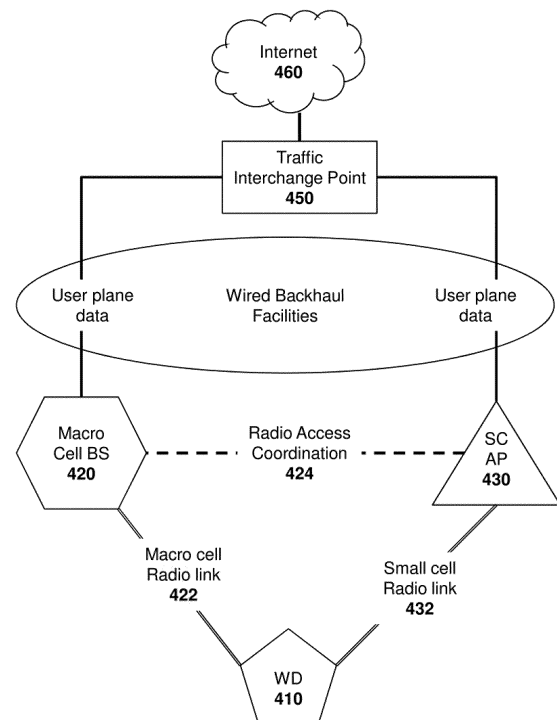 Internet
460
Traffic
Interchange Point
450
User plane
data
Wired Backhaul
Facilities
User plane
data
Macro
Cell BS
420
Radio Access
Coordination
424
SC
AP
430
Macro cell
Radio link
422
Small cell
Radio link
432
WD
410